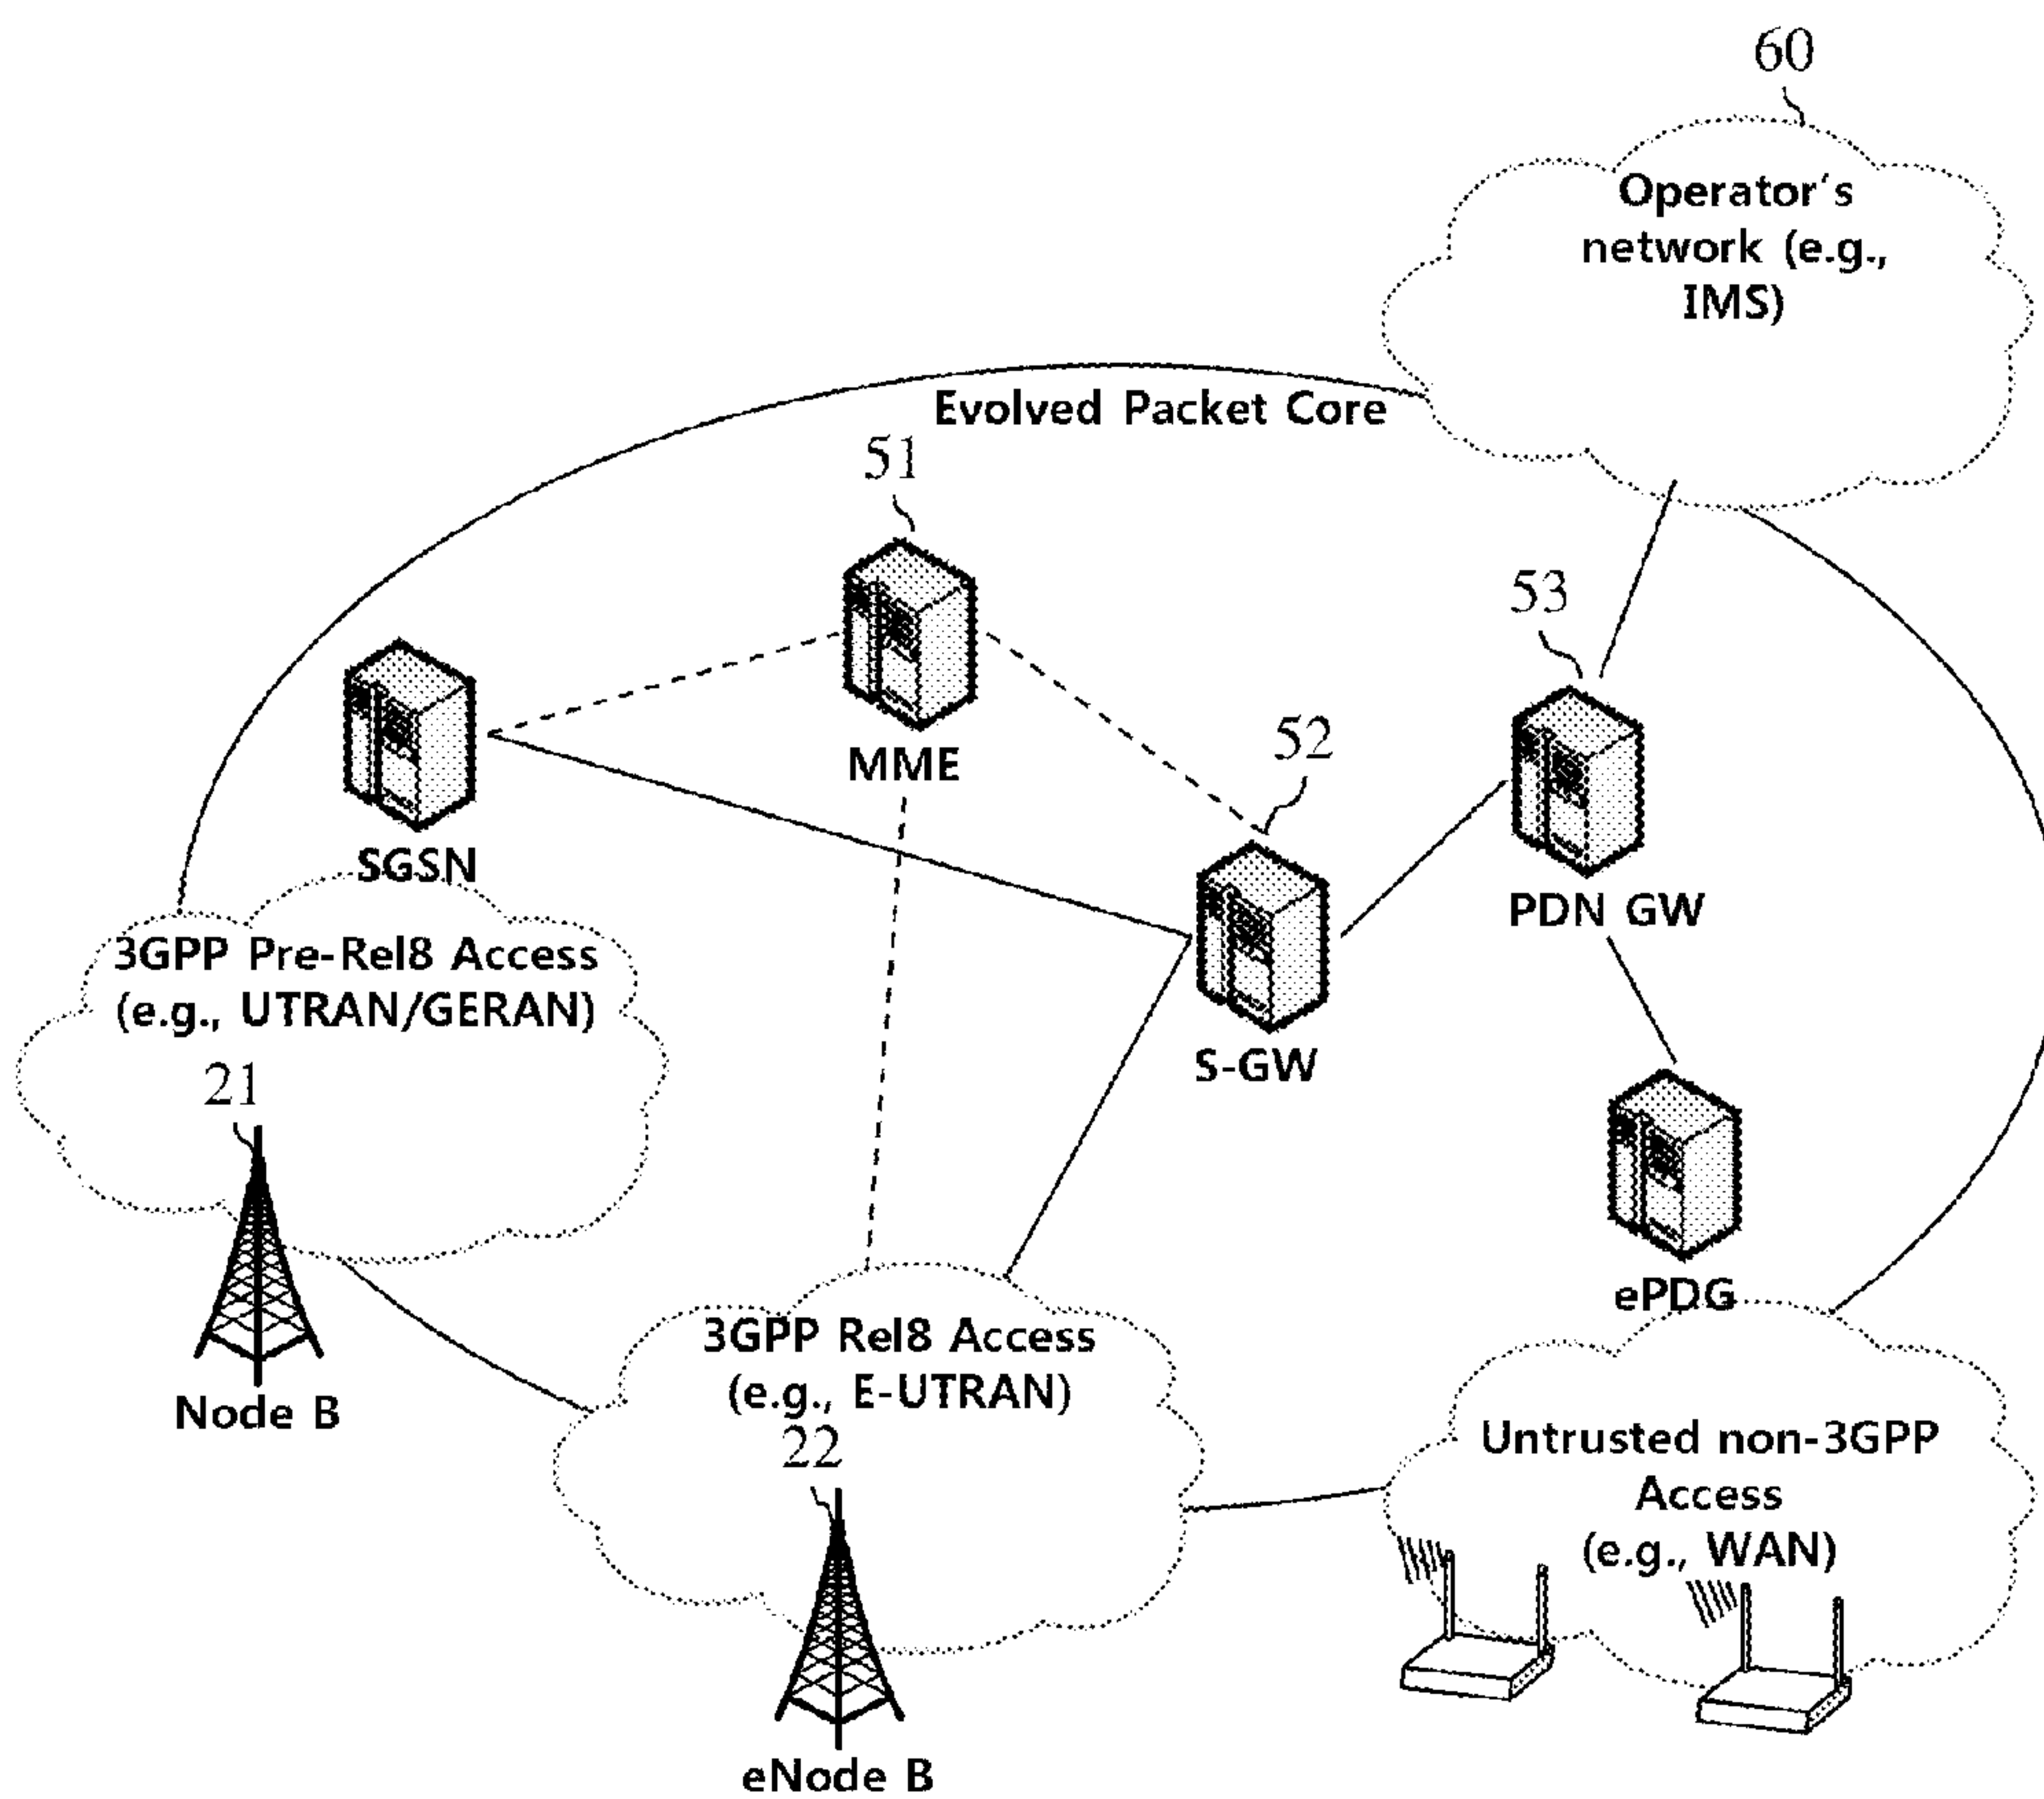 60
Operator's
network (e.g.,
IMS)
Evolved Packet Core
51
53
52
MME
SGSN
PDN GW
3GPP Pre-Rel8 Access
(e.g., UTRAN/GERAN)
S-GW
21
ePDG
3GPP Rel8 Access
(e.g., E-UTRAN)
Node B
22
Untrusted non-3GPP
Access
(e.g., WAN)
eNode B